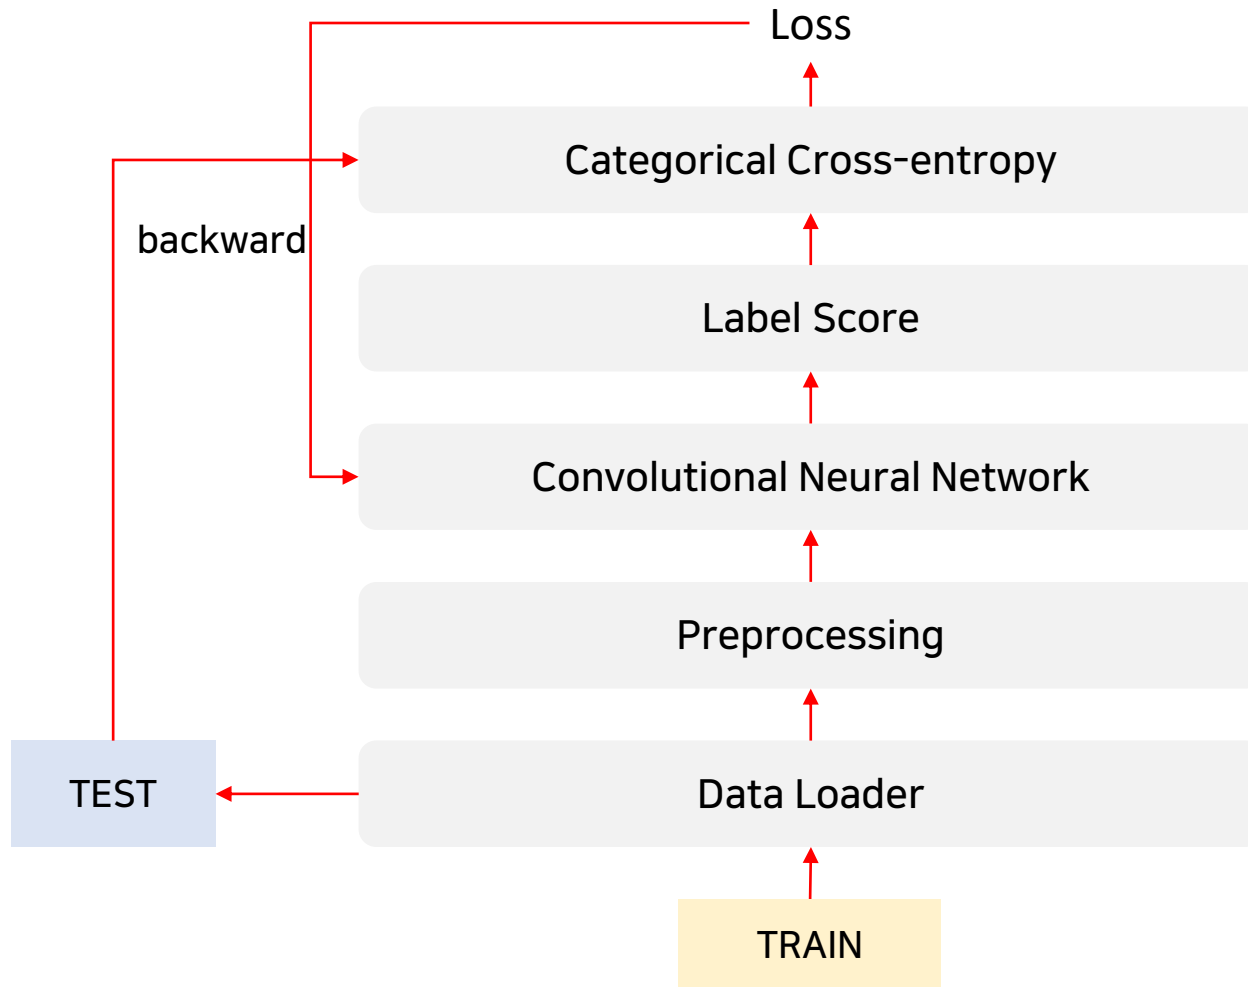 Loss
Categorical Cross-entropy
backward
Label Score
Convolutional Neural Network
Preprocessing
TEST
Data Loader
TRAIN